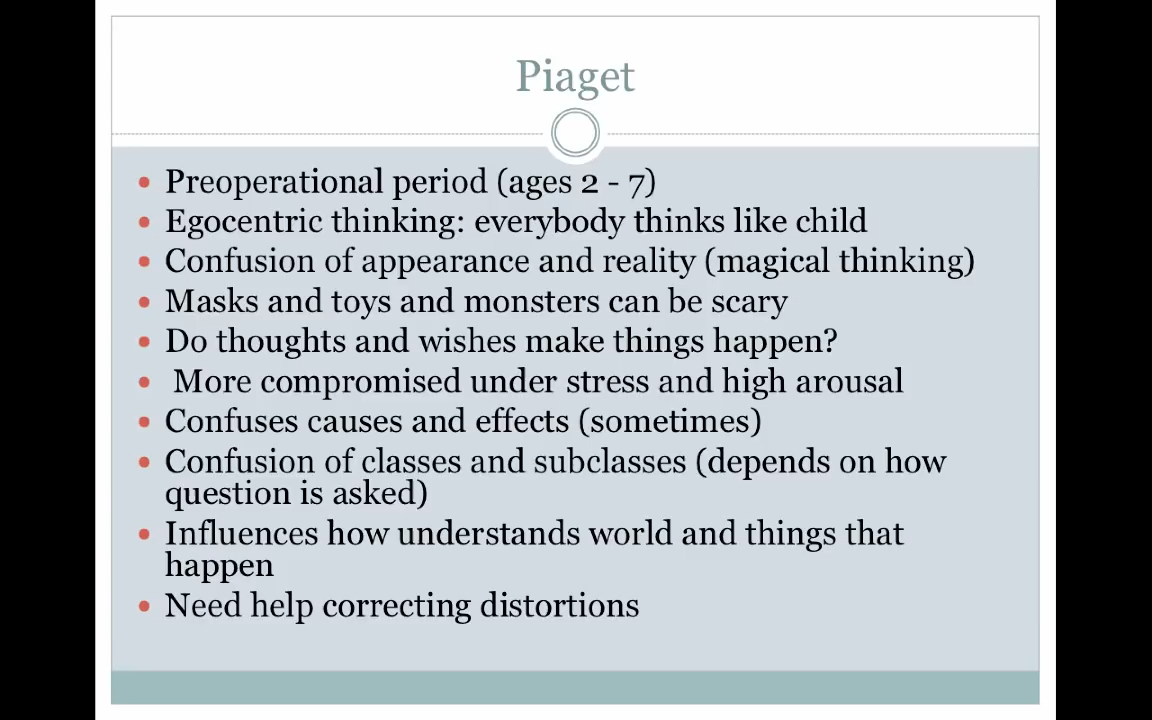 Piaget
• Preoperational period (ages 2 - 7)
• Egocentric thinking: everybody thinks like child
• Confusion of appearance and reality (magical thinking)
• Masks and toys and monsters can be scary
• Do thoughts and wishes make things happen?
• More compromised under stress and high arousal
• Confuses causes and effects (sometimes)
• Confusion of classes and subclasses (depends on how
question is asked)
• Influences how understands world and things that
happen
• Need help correcting distortions